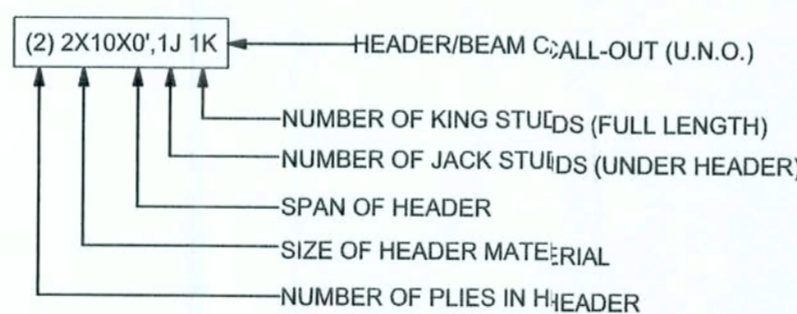 (2) 2X10X0',1J 1K
HEADER/BEAM CALL-OUT (U.N.O.)
NUMBER OF KING STUDS (FULL LENGTH)
NUMBER OF JACK STUDS (UNDER HEADER)
SPAN OF HEADER
SIZE OF HEADER MATERIAL
NUMBER OF PLIES IN HEADER